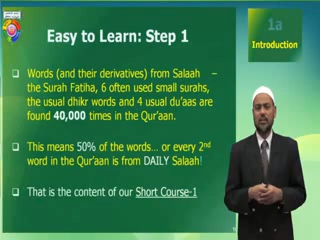 Easy to Learn: Step 1
1a
Introduction
Words (and their derivatives) from Salaah –
the Surah Fatiha, 6 often used small surahs,
the usual dhikr words and 4 usual du'aas are
found 40,000 times in the Qur'aan.
This means 50% of the words... or every 2nd
word in the Qur'aan is from DAILY Salaah!
That is the content of our Short Course-1